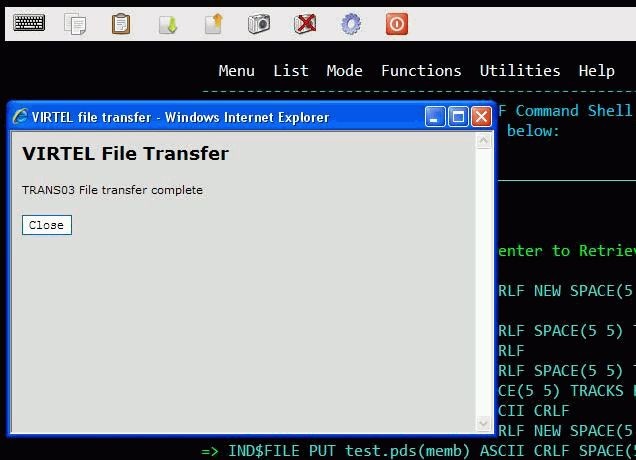 Menu List Mode Functions Utilities Help
VIRTEL file transfer - Windows Internet Explorer
F Command Shell
below:
VIRTEL File Transfer
TRANS03 File transfer complete
Close
enter to Retriev
RLF NEW SPACE(5
RLF SPACE(5 5) T
RLF
RLF SPACE(5 5) T
CE(5 5) TRACKS
CII CRLF
RLF NEW SPACE(5
=> IND$FILE PUT test.pds(memb) ASCII CRLF SPACE(5